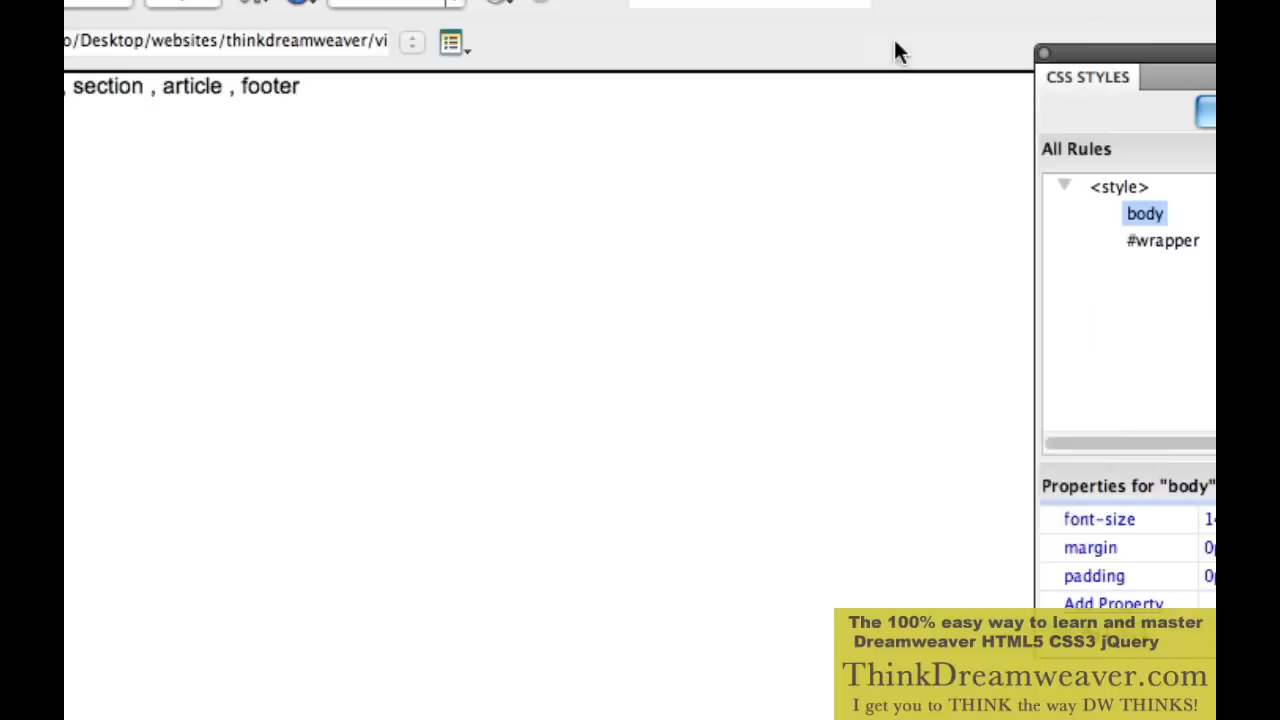 o/Desktop/websites/thinkdreamweaver/vi
, section , article , footer
CSS STYLES
All Rules
<style>
body
#wrapper
Properties for "body"
font-size
margin 0
padding 0
Add Property
The 100% easy way to learn and master
Dreamweaver HTML5 CSS3 jQuery
ThinkDreamweaver.com
I get you to THINK the way DW THINKS!